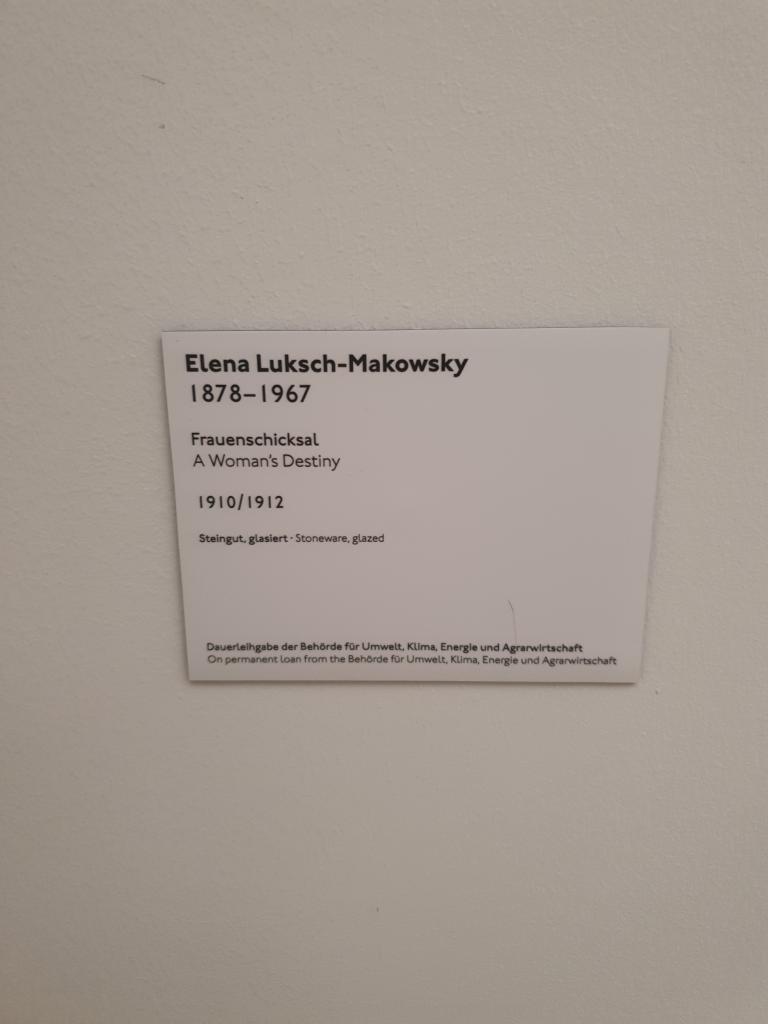 Elena Luksch-Makowsky
1878–1967
Frauenschicksal
A Woman's Destiny
1910/1912
Steingut, glasiert · Stoneware, glazed
Dauerleihgabe der Behörde für Umwelt, Klima, Energie und Agrarwirtschaft
On permanent loan from the Behörde für Umwelt, Klima, Energie und Agrarwirtschaft